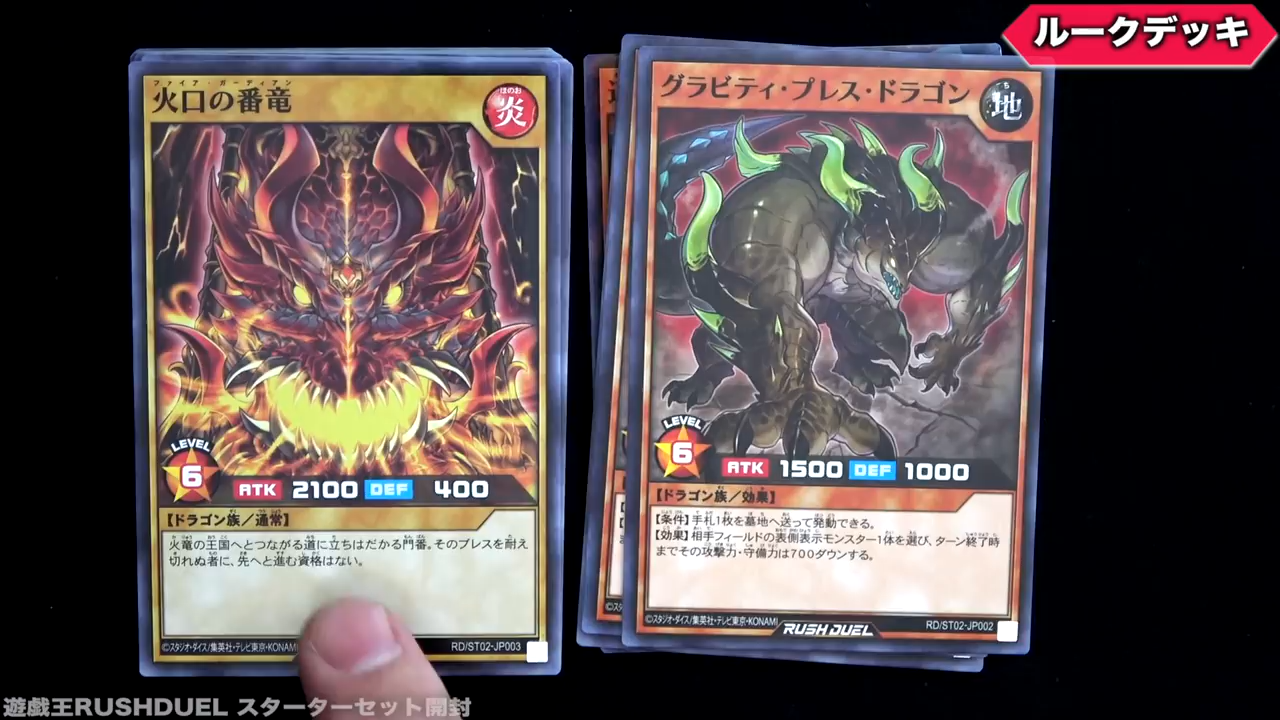 ルークデッキ
ファイア・ガーディアン
火口の番竜
ほのお
炎
LEVEL
6
ATK 2100 DEF 400
【ドラゴン族／通常】
火竜の王国へとつながる道に立ちはだかる門番。そのブレスを耐え
切れぬ者に、先へと進む資格はない。
©スタジオ・ダイス/集英社・テレビ東京・KONAMI
RD/ST02-JP003
グラビティ・プレス・ドラゴン
ち
地
LEVEL
6
ATK 1500 DEF 1000
【ドラゴン族／効果】
【条件】手札1枚を墓地へ送って発動できる。
【効果】相手フィールドの表側表示モンスター1体を選び、ターン終了時
までその攻撃力・守備力は700ダウンする。
©スタジオ・ダイス/集英社・テレビ東京・KONAMI
RUSH DUEL
RD/ST02-JP002
遊戯王RUSHDUEL スターターセット開封